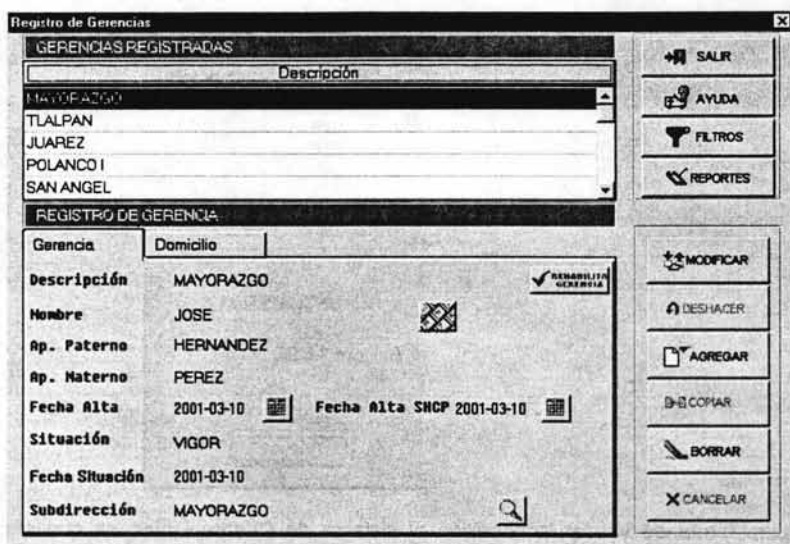 Registro de Gerencias
GERENCIAS REGISTRADAS
Descripción
MAYORAZGO
TLALPAN
JUAREZ
POLANCO I
SAN ANGEL
SALIR
AYUDA
FILTROS
REPORTES
REGISTRO DE GERENCIA
Gerencia Domicilio
Descripción MAYORAZGO REHABILITA GERENCIA
Nombre JOSE
Ap. Paterno HERNANDEZ
Ap. Materno PEREZ
Fecha Alta 2001-03-10 Fecha Alta SHCP 2001-03-10
Situación VIGOR
Fecha Situación 2001-03-10
Subdirección MAYORAZGO
MODIFICAR
DESHACER
AGREGAR
COPIAR
BORRAR
CANCELAR